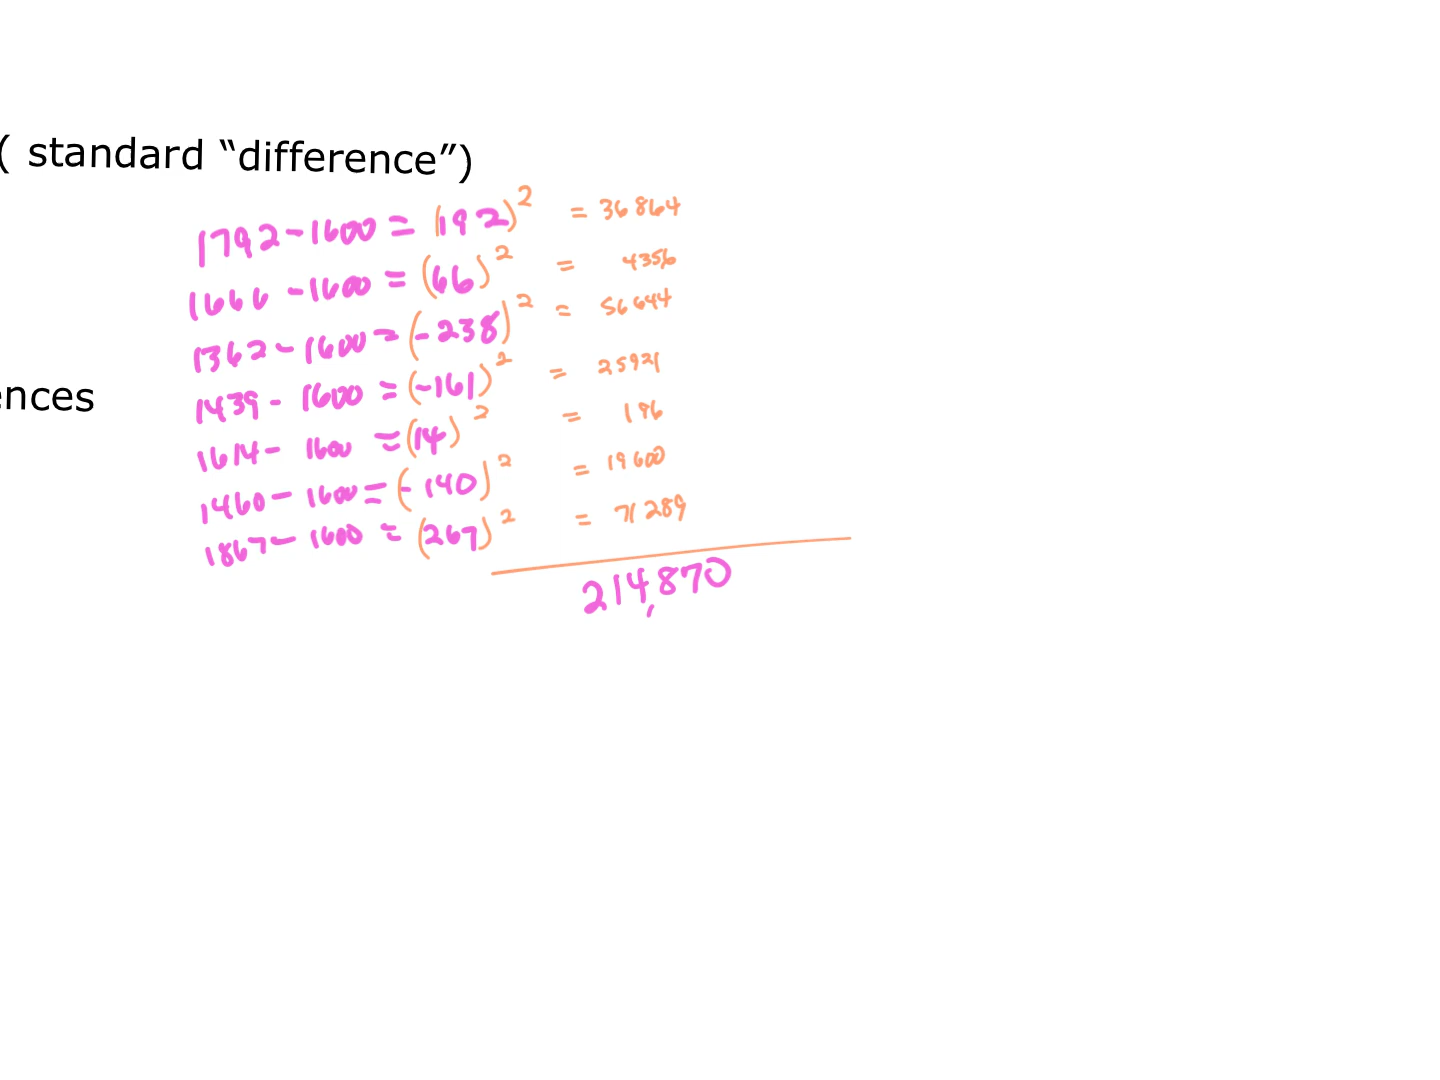 ( standard “difference”)
1792-1600 = (192)² = 36864
1666 -1600 = (66)² = 4356
1362 - 1600 = (-238)² = 56644
ences
1439 - 1600 = (-161)² = 25921
1614 - 1600 = (14)² = 196
1460 - 1600 = (-140)² = 19600
1867 - 1600 = (267)² = 71289
214,870